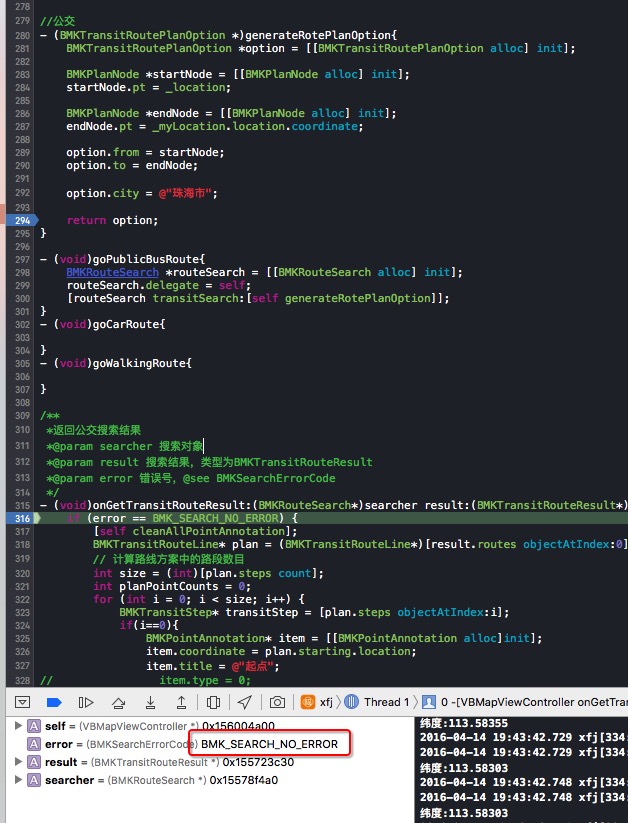 278
279 //公交
280 - (BMKTransitRoutePlanOption *)generateRotePlanOption{
281 BMKTransitRoutePlanOption *option = [[BMKTransitRoutePlanOption alloc] init];
282
283 BMKPlanNode *startNode = [[BMKPlanNode alloc] init];
284 startNode.pt = _location;
285
286 BMKPlanNode *endNode = [[BMKPlanNode alloc] init];
287 endNode.pt = _myLocation.location.coordinate;
288
289 option.from = startNode;
290 option.to = endNode;
291
292 option.city = @"珠海市";
293
294 return option;
295 }
296
297 - (void)goPublicBusRoute{
298 BMKRouteSearch *routeSearch = [[BMKRouteSearch alloc] init];
299 routeSearch.delegate = self;
300 [routeSearch transitSearch:[self generateRotePlanOption]];
301 }
302 - (void)goCarRoute{
303
304 }
305 - (void)goWalkingRoute{
306
307 }
308
309 /**
310 *返回公交搜索结果
311 *@param searcher 搜索对象
312 *@param result 搜索结果，类型为BMKTransitRouteResult
313 *@param error 错误号，@see BMKSearchErrorCode
314 */
315 - (void)onGetTransitRouteResult:(BMKRouteSearch*)searcher result:(BMKTransitRouteResult*)
316 if (error == BMK_SEARCH_NO_ERROR) {
317 [self cleanAllPointAnnotation];
318 BMKTransitRouteLine* plan = (BMKTransitRouteLine*)[result.routes objectAtIndex:0]
319 // 计算路线方案中的路段数目
320 int size = (int)[plan.steps count];
321 int planPointCounts = 0;
322 for (int i = 0; i < size; i++) {
323 BMKTransitStep* transitStep = [plan.steps objectAtIndex:i];
324 if(i==0){
325 BMKPointAnnotation* item = [[BMKPointAnnotation alloc]init];
326 item.coordinate = plan.starting.location;
327 item.title = @"起点";
328 // item.type = 0;
xfj Thread 1 0 -[VBMapViewController onGetTran
A self = (VBMapViewController *) 0x156004a00
A error = (BMKSearchErrorCode) BMK_SEARCH_NO_ERROR
A result = (BMKTransitRouteResult *) 0x155723c30
A searcher = (BMKRouteSearch *) 0x15578f4a0
纬度:113.58355
2016-04-14 19:43:42.729 xfj[334:
2016-04-14 19:43:42.729 xfj[334:
纬度:113.58303
2016-04-14 19:43:42.748 xfj[334:
2016-04-14 19:43:42.748 xfj[334:
纬度:113.58303